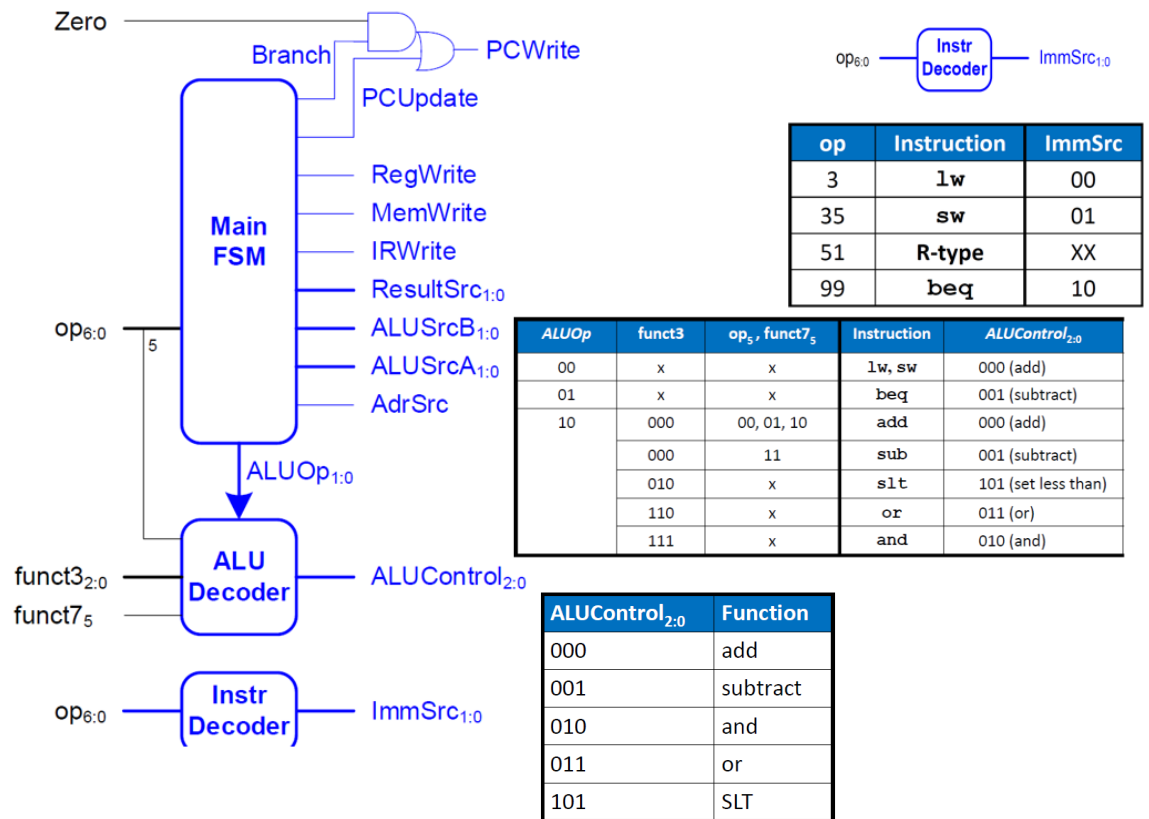 Zero
Branch
PCWrite
PCUpdate
RegWrite
MemWrite
IRWrite
ResultSrc1:0
ALUSrcB1:0
ALUSrcA1:0
AdrSrc
Main
FSM
op6:0
5
ALUOp1:0
ALU
Decoder
funct32:0
funct75
ALUControl2:0
op6:0
Instr
Decoder
ImmSrc1:0
op6:0
Instr
Decoder
ImmSrc1:0
op Instruction ImmSrc
3 lw 00
35 sw 01
51 R-type XX
99 beq 10
ALUOp funct3 op5, funct75 Instruction ALUControl2:0
00 x x lw, sw 000 (add)
01 x x beq 001 (subtract)
10 000 00, 01, 10 add 000 (add)
000 11 sub 001 (subtract)
010 x slt 101 (set less than)
110 x or 011 (or)
111 x and 010 (and)
ALUControl2:0 Function
000 add
001 subtract
010 and
011 or
101 SLT